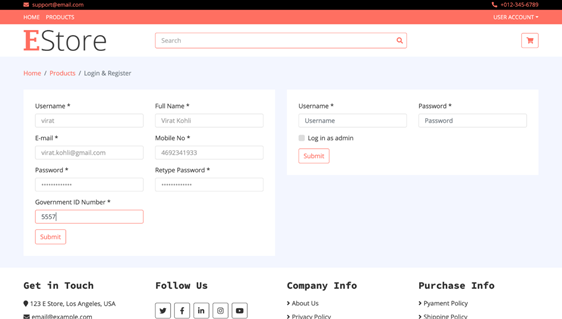 support@email.com +012-345-6789
HOME PRODUCTS USER ACCOUNT
EStore Search
Home / Products / Login & Register
Username * Full Name * Username * Password *
virat Virat Kohli Username Password
E-mail * Mobile No * Log in as admin
virat.kohli@gmail.com 4692341933 Submit
Password * Retype Password *
•••••••••••• ••••••••••••
Government ID Number *
5557
Submit
Get in Touch Follow Us Company Info Purchase Info
123 E Store, Los Angeles, USA About Us Pyament Policy
email@example.com Privacy Policy Shipping Policy